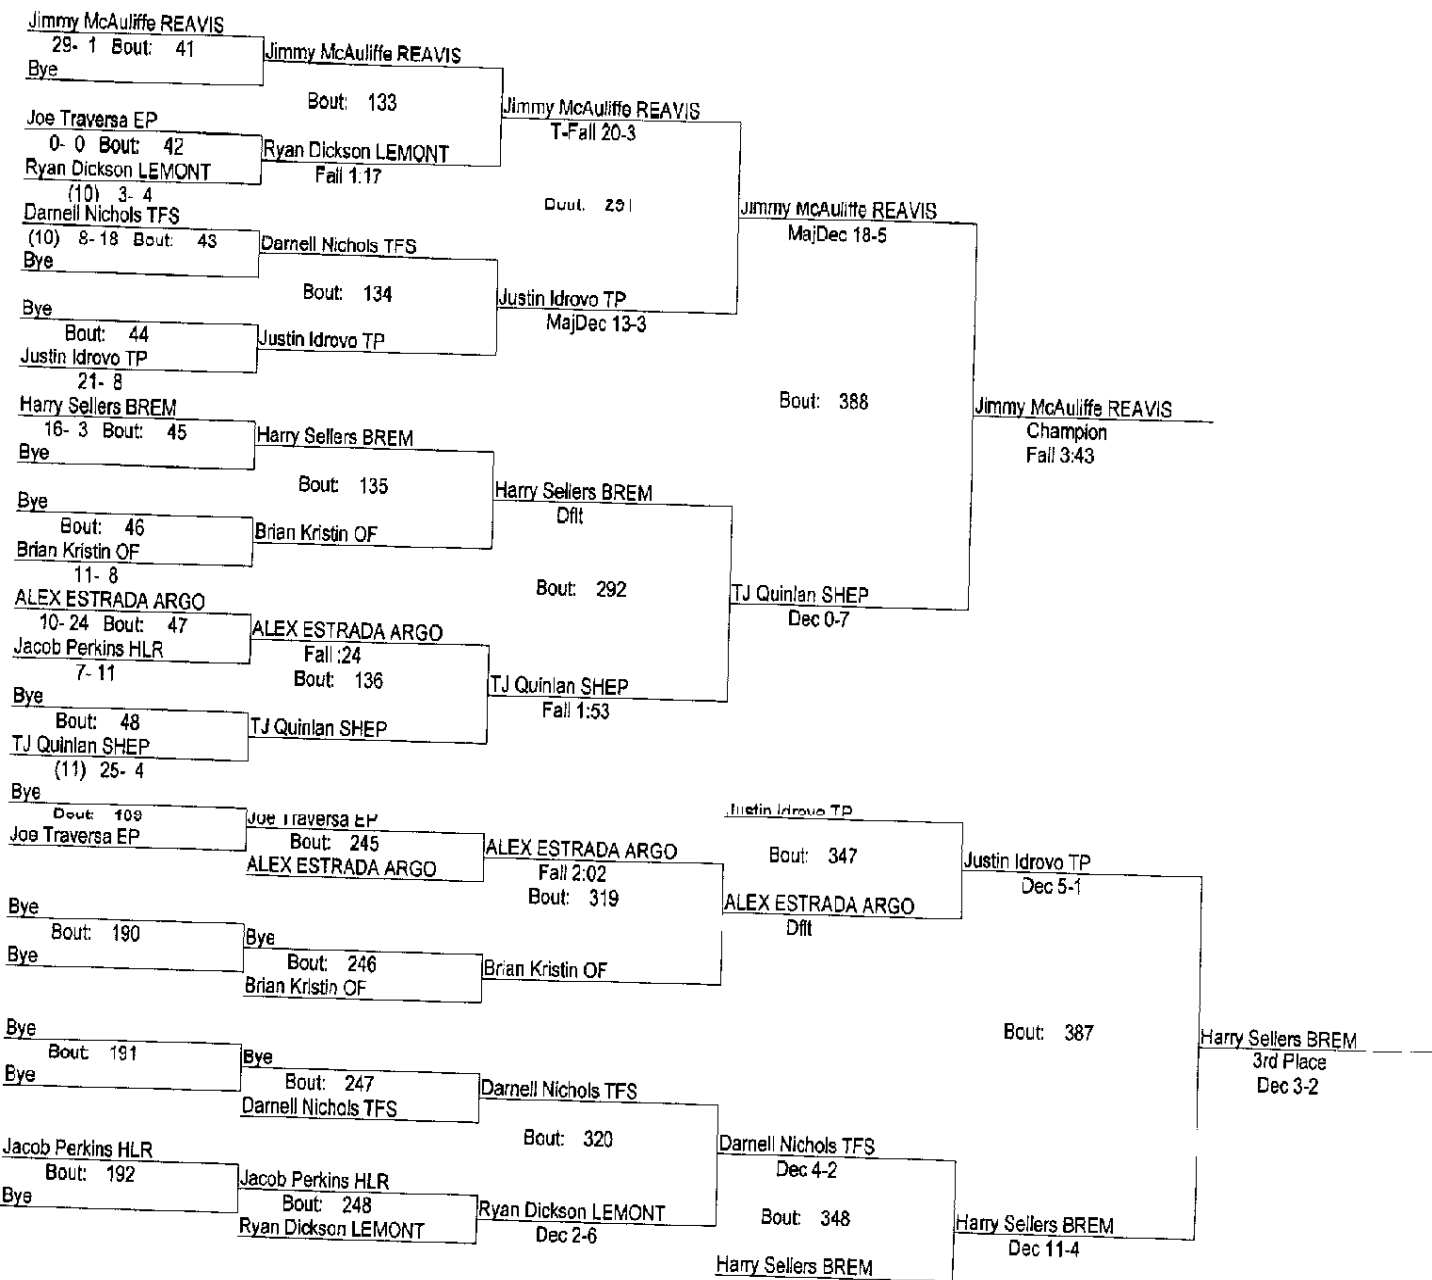 Jimmy McAuliffe REAVIS
29- 1 Bout: 41
Bye
Jimmy McAuliffe REAVIS
Bout: 133
Joe Traversa EP
0- 0 Bout: 42
Ryan Dickson LEMONT
(10) 3- 4
Ryan Dickson LEMONT
Fall 1:17
Jimmy McAuliffe REAVIS
T-Fall 20-3
Darnell Nichols TFS
(10) 8-18 Bout: 43
Bye
Darnell Nichols TFS
Bout: 134
Bye
Bout: 44
Justin Idrovo TP
21- 8
Justin Idrovo TP
Justin Idrovo TP
MajDec 13-3
291
Jimmy McAuliffe REAVIS
MajDec 18-5
Harry Sellers BREM
16- 3 Bout: 45
Bye
Harry Sellers BREM
Bout: 135
Bye
Bout: 46
Brian Kristin OF
11- 8
Brian Kristin OF
Harry Sellers BREM
Dflt
Bout: 292
ALEX ESTRADA ARGO
10-24 Bout: 47
Jacob Perkins HLR
7- 11
ALEX ESTRADA ARGO
Fall :24
Bout: 136
Bye
Bout: 48
TJ Quinlan SHEP
(11) 25- 4
TJ Quinlan SHEP
TJ Quinlan SHEP
Fall 1:53
TJ Quinlan SHEP
Dec 0-7
Bout: 388
Jimmy McAuliffe REAVIS
Champion
Fall 3:43
Bye
Joe Traversa EP
Joe Traversa EP
Bout: 245
ALEX ESTRADA ARGO
ALEX ESTRADA ARGO
Fall 2:02
Bout: 319
Bye
Bout: 190
Bye
Bye
Bout: 246
Brian Kristin OF
Brian Kristin OF
Justin Idrovo TP
Bout: 347
ALEX ESTRADA ARGO
Dflt
Justin Idrovo TP
Dec 5-1
Bye
Bout: 191
Bye
Bye
Bout: 247
Darnell Nichols TFS
Darnell Nichols TFS
Bout: 320
Jacob Perkins HLR
Bout: 192
Bye
Jacob Perkins HLR
Bout: 248
Ryan Dickson LEMONT
Ryan Dickson LEMONT
Dec 2-6
Darnell Nichols TFS
Dec 4-2
Bout: 348
Harry Sellers BREM
Harry Sellers BREM
Dec 11-4
Bout: 387
Harry Sellers BREM
3rd Place
Dec 3-2